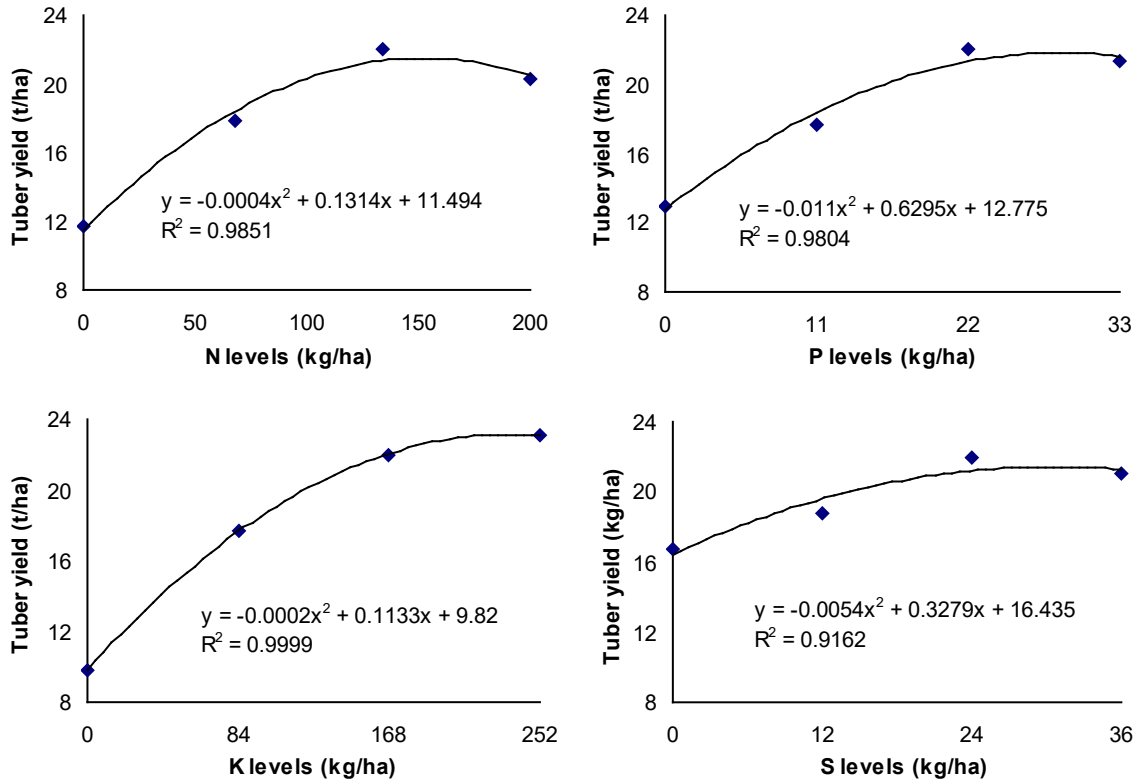 24
20
16
12
8
Tuber yield (t/ha)
y = -0.0004x² + 0.1314x + 11.494
R² = 0.9851
0 50 100 150 200
N levels (kg/ha)
24
20
16
12
8
Tuber yield (t/ha)
y = -0.011x² + 0.6295x + 12.775
R² = 0.9804
0 11 22 33
P levels (kg/ha)
24
20
16
12
8
Tuber yield (t/ha)
y = -0.0002x² + 0.1133x + 9.82
R² = 0.9999
0 84 168 252
K levels (kg/ha)
24
20
16
12
8
Tuber yield (kg/ha)
y = -0.0054x² + 0.3279x + 16.435
R² = 0.9162
0 12 24 36
S levels (kg/ha)